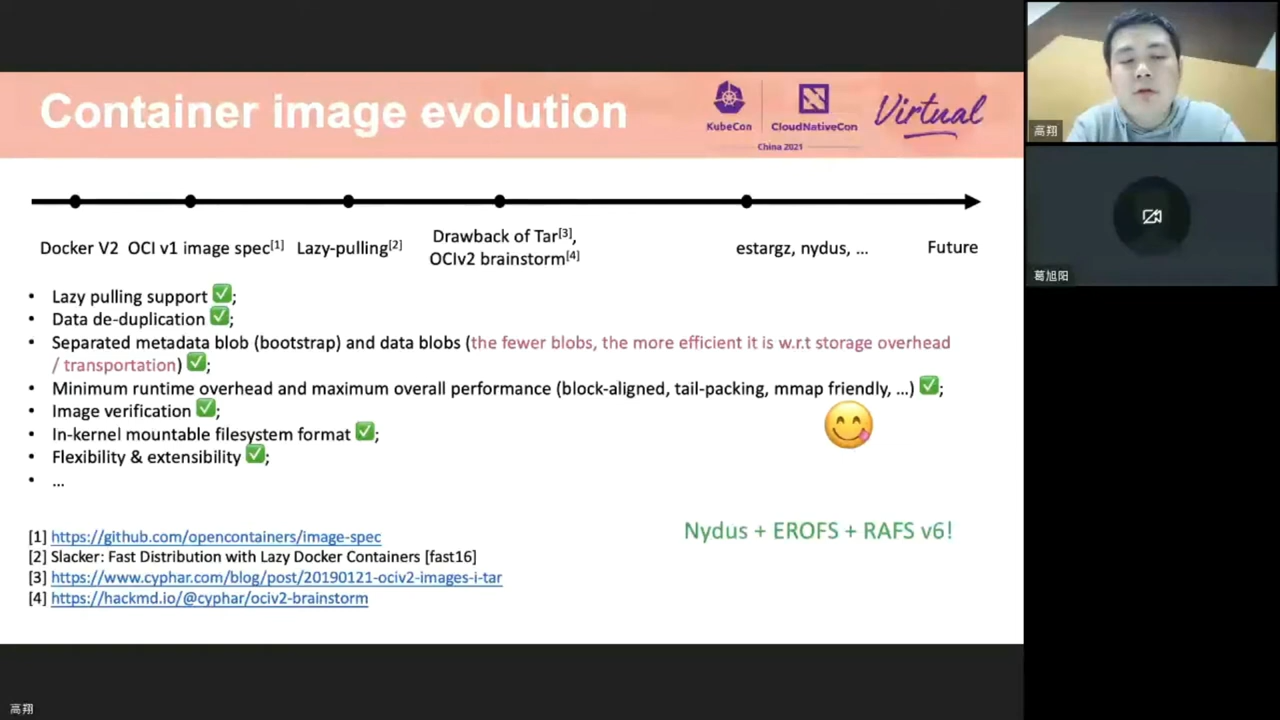 Container image evolution
KubeCon
CloudNativeCon
Virtual
China 2021
Docker V2
OCI v1 image spec[1]
Lazy-pulling[2]
Drawback of Tar[3],
OCIv2 brainstorm[4]
estargz, nydus, ...
Future
• Lazy pulling support ✅;
• Data de-duplication ✅;
• Separated metadata blob (bootstrap) and data blobs (the fewer blobs, the more efficient it is w.r.t storage overhead
/ transportation) ✅;
• Minimum runtime overhead and maximum overall performance (block-aligned, tail-packing, mmap friendly, ...) ✅;
• Image verification ✅;
• In-kernel mountable filesystem format ✅;
• Flexibility & extensibility ✅;
• ...
Nydus + EROFS + RAFS v6!
[1] https://github.com/opencontainers/image-spec
[2] Slacker: Fast Distribution with Lazy Docker Containers [fast16]
[3] https://www.cyphar.com/blog/post/20190121-ociv2-images-i-tar
[4] https://hackmd.io/@cyphar/ociv2-brainstorm
高翔
葛旭阳
高翔